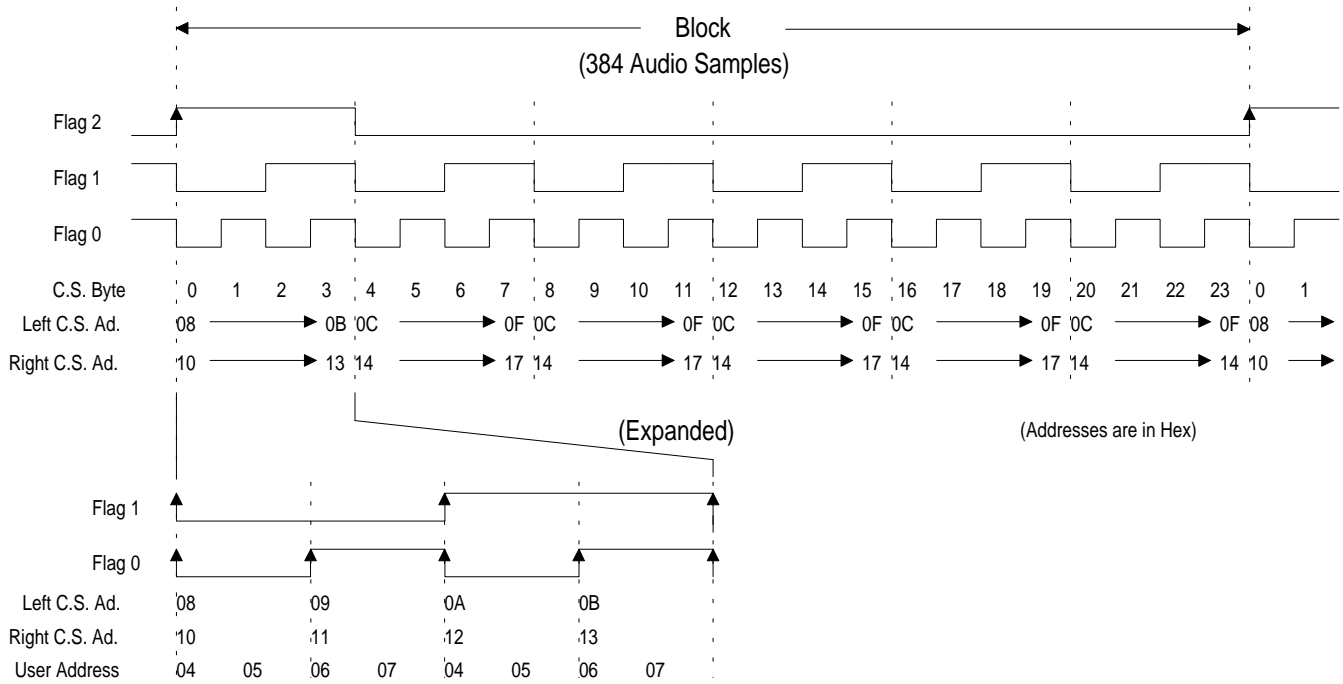 Block
(384 Audio Samples)
Flag 2
Flag 1
Flag 0
C.S. Byte 0 1 2 3 4 5 6 7 8 9 10 11 12 13 14 15 16 17 18 19 20 21 22 23 0 1
Left C.S. Ad. 08 0B 0C 0F 0C 0F 0C 0F 0C 0F 0C 0F 08
Right C.S. Ad. 10 13 14 17 14 17 14 17 14 17 14 14 10
(Expanded) (Addresses are in Hex)
Flag 1
Flag 0
Left C.S. Ad. 08 09 0A 0B
Right C.S. Ad. 10 11 12 13
User Address 04 05 06 07 04 05 06 07